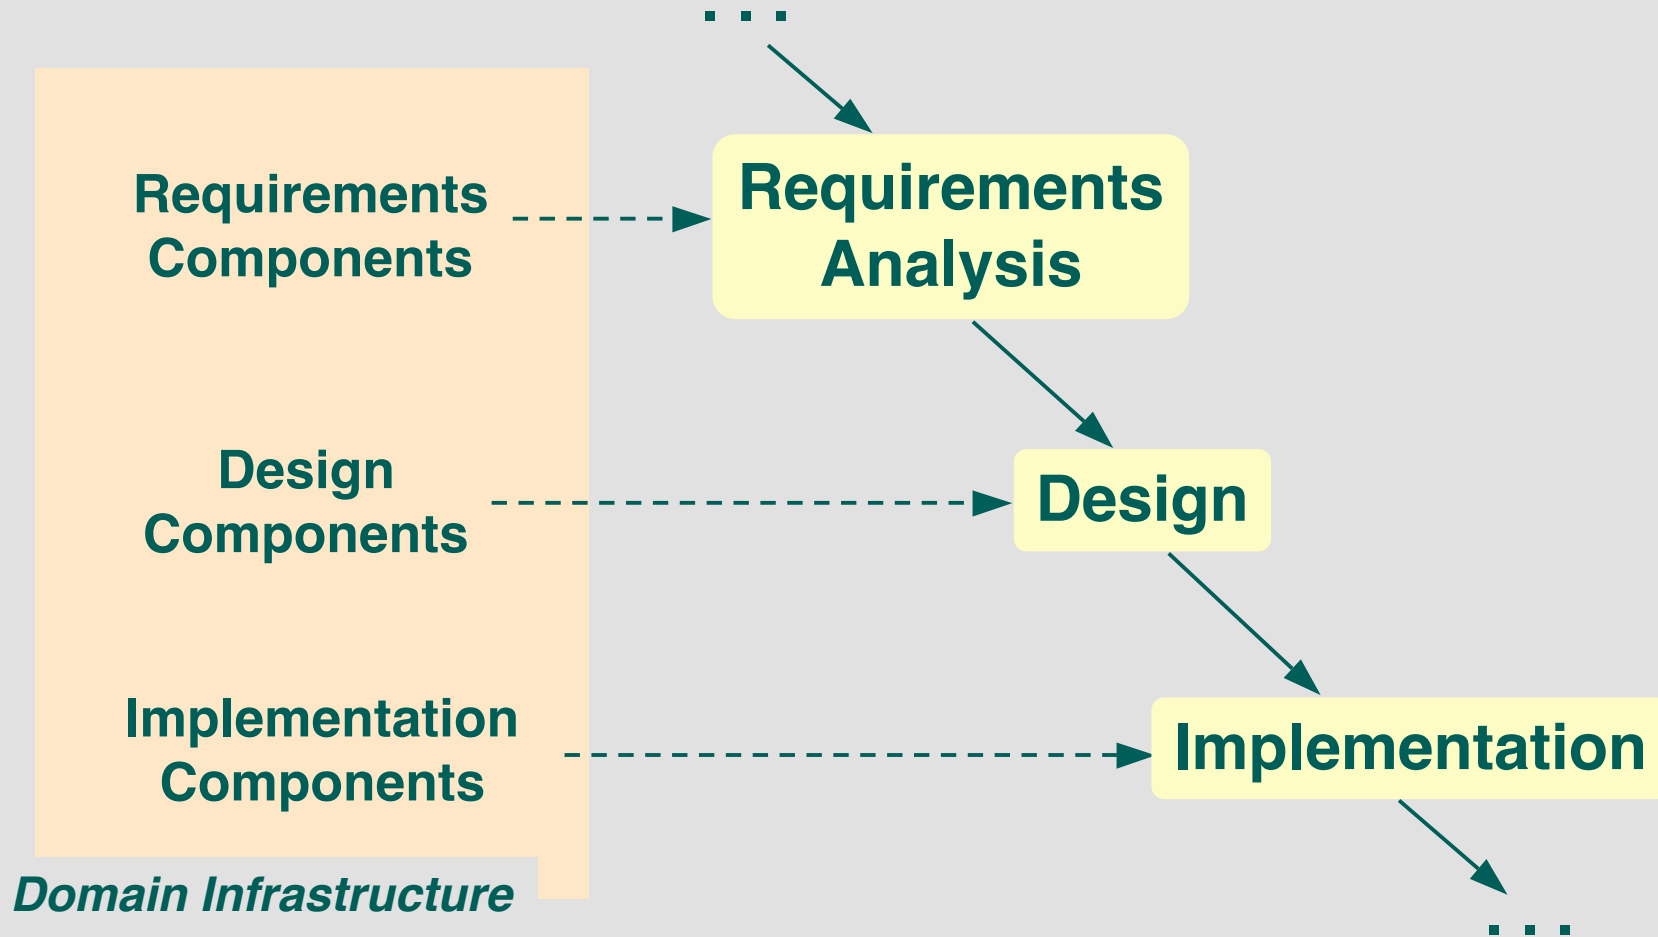 ...
Requirements
Components
Requirements
Analysis
Design
Components
Design
Implementation
Components
Implementation
Domain Infrastructure
...